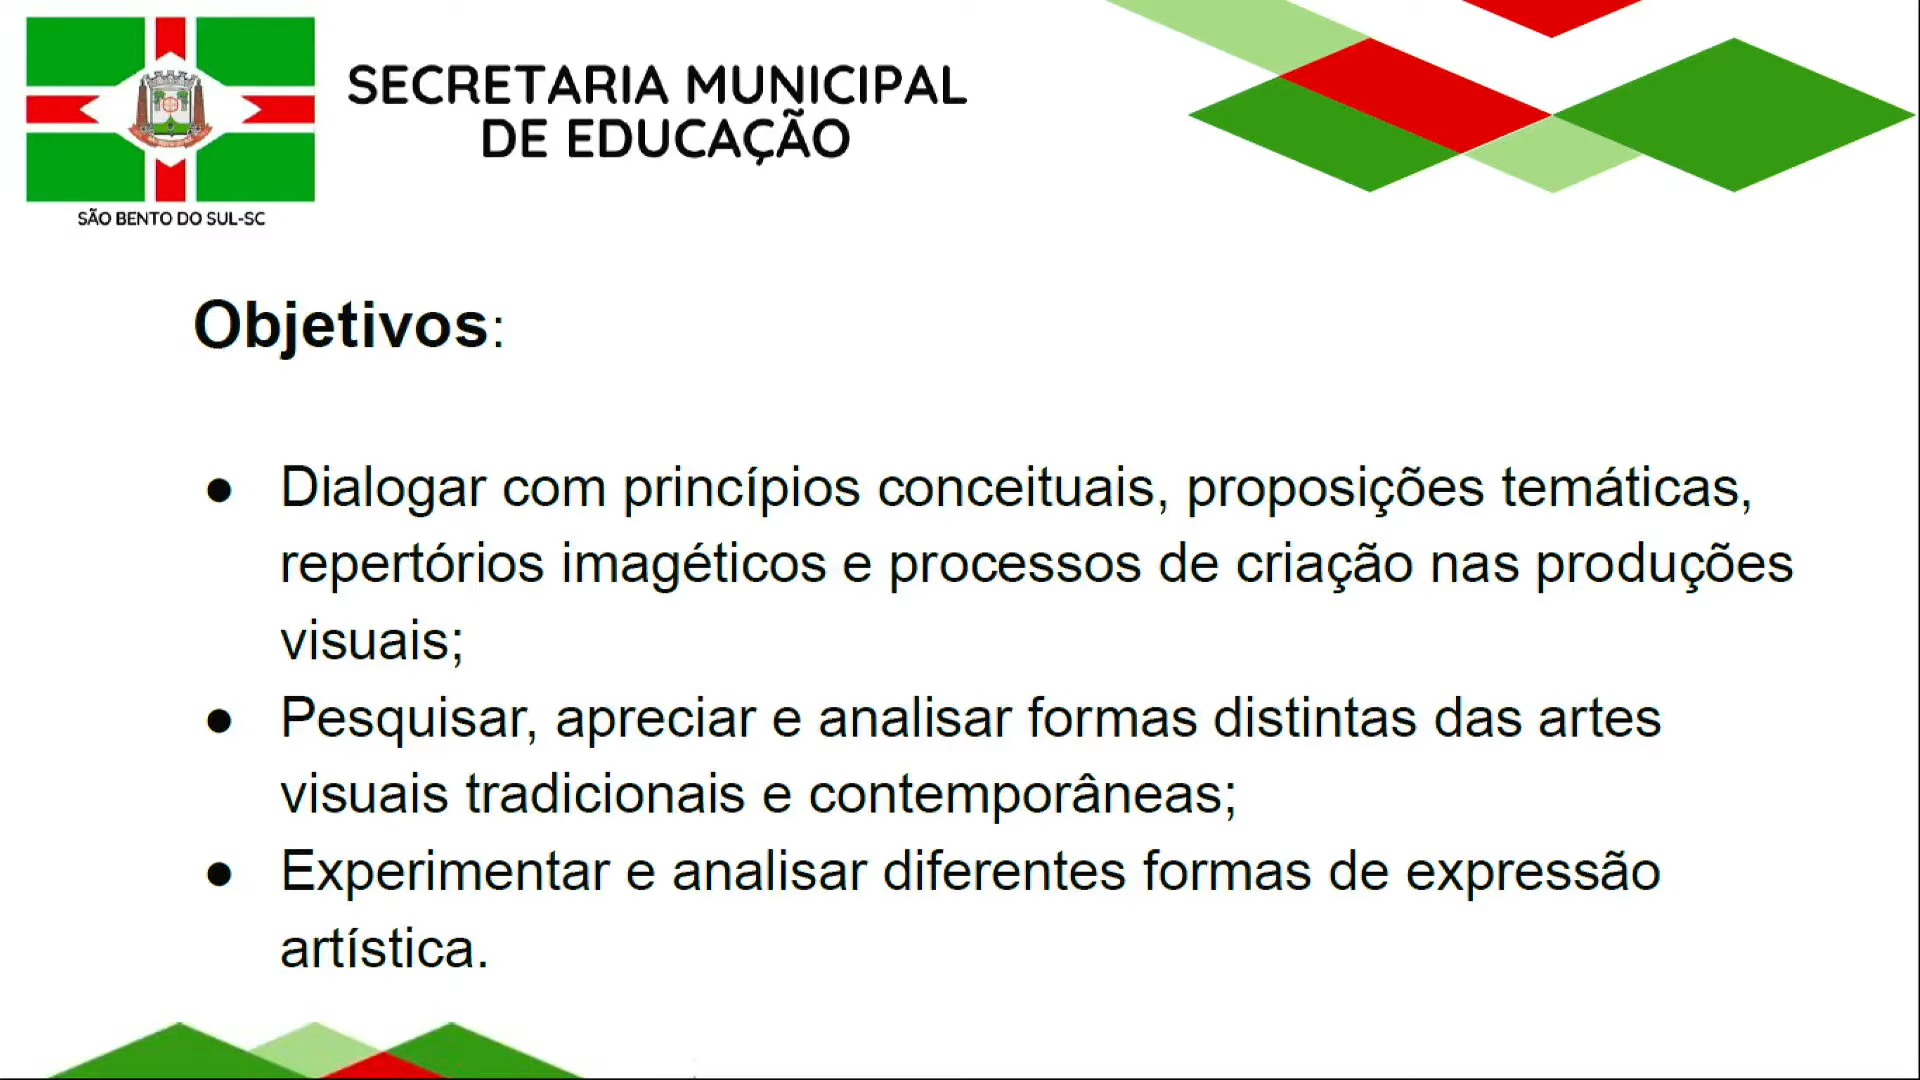 SECRETARIA MUNICIPAL
DE EDUCAÇÃO
SÃO BENTO DO SUL-SC
Objetivos:
● Dialogar com princípios conceituais, proposições temáticas,
repertórios imagéticos e processos de criação nas produções
visuais;
● Pesquisar, apreciar e analisar formas distintas das artes
visuais tradicionais e contemporâneas;
● Experimentar e analisar diferentes formas de expressão
artística.